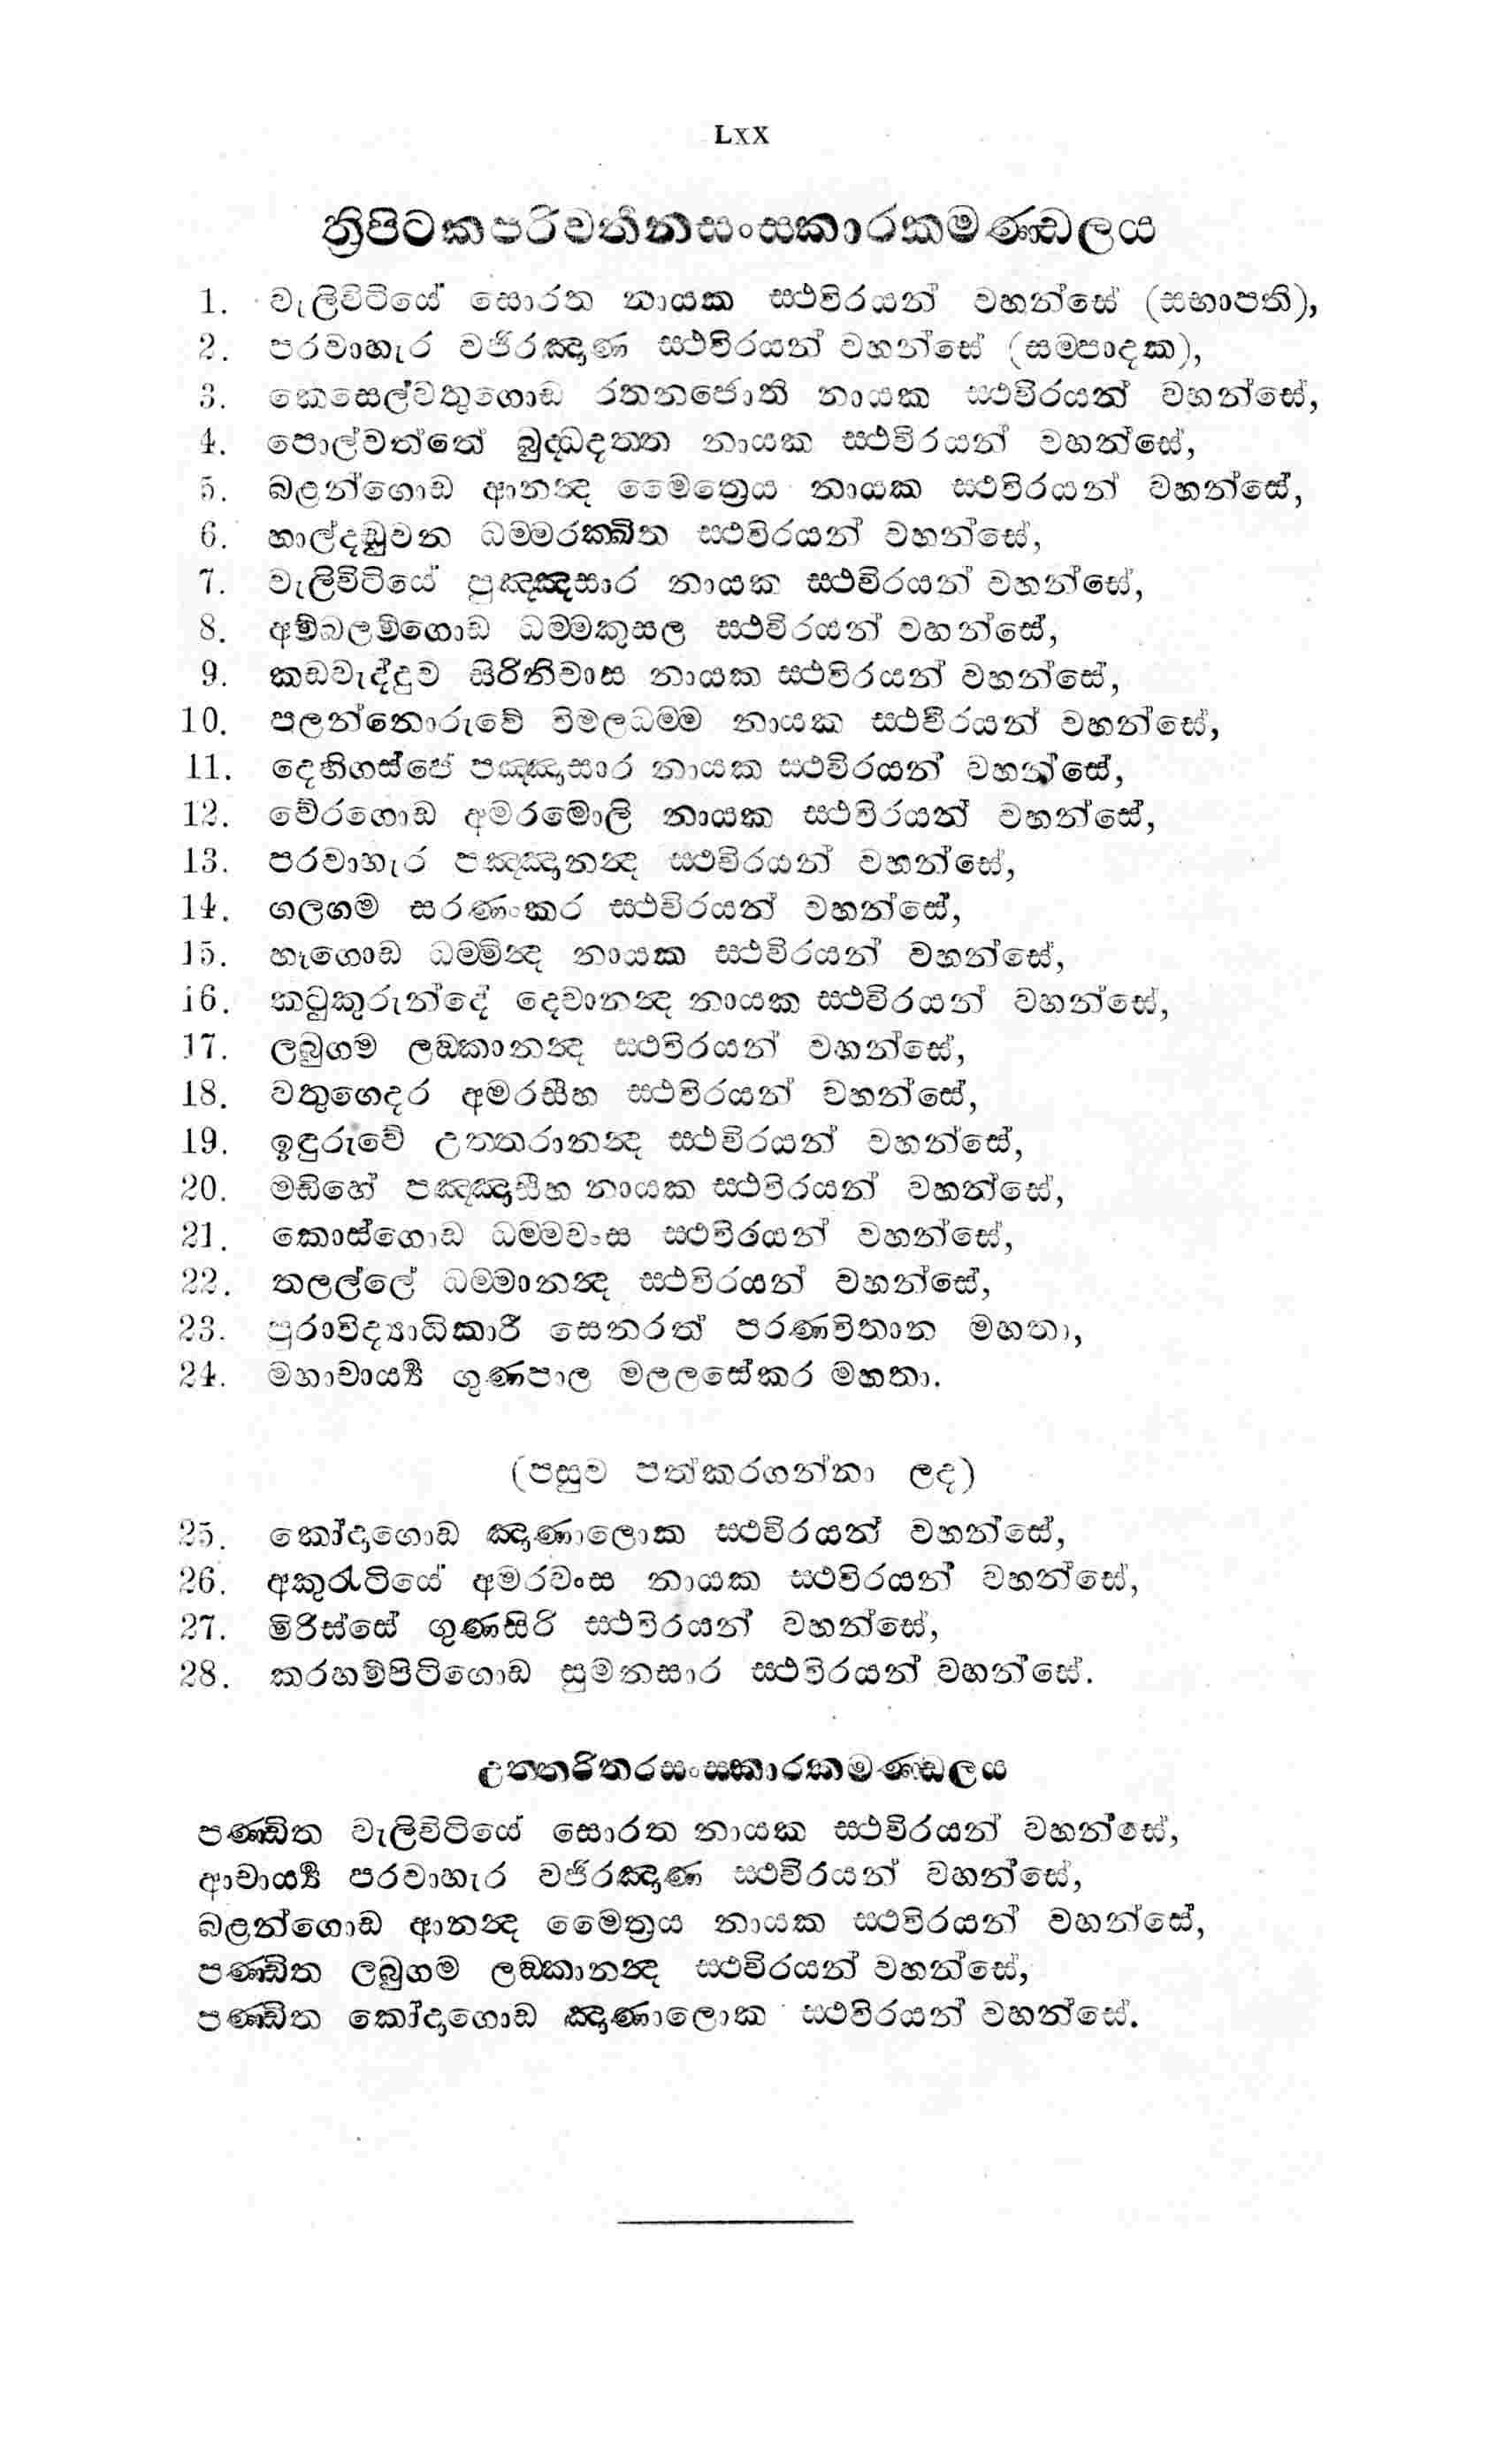 LXX
ත්‍රිපිටකපරිවර්තනසංස්කාරකමණ්ඩලය
1. වැලිවිටියේ සොරත නායක ස්ථවිරයන් වහන්සේ (සභාපති),
2. පරවාහැර වජිරඤාණ ස්ථවිරයන් වහන්සේ (සම්පාදක),
3. කෙසෙල්වතුගොඩ රතනජොති නායක ස්ථවිරයන් වහන්සේ,
4. පොල්වත්තේ බුද්ධදත්ත නායක ස්ථවිරයන් වහන්සේ,
5. බළන්ගොඩ ආනන්ද මෛත්‍රෙය නායක ස්ථවිරයන් වහන්සේ,
6. හාල්දඬුවන ධම්මරක්ඛිත ස්ථවිරයන් වහන්සේ,
7. වැලිවිටියේ පුඤ්ඤසාර නායක ස්ථවිරයන් වහන්සේ,
8. අම්බලම්ගොඩ ධම්මකුසල ස්ථවිරයන් වහන්සේ,
9. කඩවැද්දුව සිරිනිවාස නායක ස්ථවිරයන් වහන්සේ,
10. පලන්නොරුවේ විමලධම්ම නායක ස්ථවිරයන් වහන්සේ,
11. දෙහිගස්පේ පඤ්ඤාසාර නායක ස්ථවිරයන් වහන්සේ,
12. වේරගොඩ අමරමොලි නායක ස්ථවිරයන් වහන්සේ,
13. පරවාහැර පඤ්ඤානන්ද ස්ථවිරයන් වහන්සේ,
14. ගලගම සරණංකර ස්ථවිරයන් වහන්සේ,
15. හෑගොඩ ධම්මින්ද නායක ස්ථවිරයන් වහන්සේ,
16. කටුකුරුන්දේ දෙවානන්ද නායක ස්ථවිරයන් වහන්සේ,
17. ලබුගම ලඞ්කානන්ද ස්ථවිරයන් වහන්සේ,
18. වතුගෙදර අමරසීහ ස්ථවිරයන් වහන්සේ,
19. ඉඳුරුවේ උත්තරානන්ද ස්ථවිරයන් වහන්සේ,
20. මඩිහේ පඤ්ඤාසීහ නායක ස්ථවිරයන් වහන්සේ,
21. කොස්ගොඩ ධම්මවංස ස්ථවිරයන් වහන්සේ,
22. තලල්ලේ ධම්මානන්ද ස්ථවිරයන් වහන්සේ,
23. පුරාවිද්‍යාධිකාරී සෙනරත් පරණවිතාන මහතා,
24. මහාචාර්‍ය්‍ය ගුණපාල මලලසේකර මහතා.
(පසුව පත්කරගන්නා ලද)
25. කෝදාගොඩ ඤාණාලොක ස්ථවිරයන් වහන්සේ,
26. අකුරැටියේ අමරවංස නායක ස්ථවිරයන් වහන්සේ,
27. මිරිස්සේ ගුණසිරි ස්ථවිරයන් වහන්සේ,
28. කරහම්පිටිගොඩ සුමනසාර ස්ථවිරයන් වහන්සේ.
උත්තරිතරසංස්කාරකමණ්ඩලය
පණ්ඩිත වැලිවිටියේ සොරත නායක ස්ථවිරයන් වහන්සේ,
ආචාර්‍ය්‍ය පරවාහැර වජිරඤාණ ස්ථවිරයන් වහන්සේ,
බළන්ගොඩ ආනන්ද මෛත්‍රය නායක ස්ථවිරයන් වහන්සේ,
පණ්ඩිත ලබුගම ලඞ්කානන්ද ස්ථවිරයන් වහන්සේ,
පණ්ඩිත කෝදාගොඩ ඤාණාලොක ස්ථවිරයන් වහන්සේ.